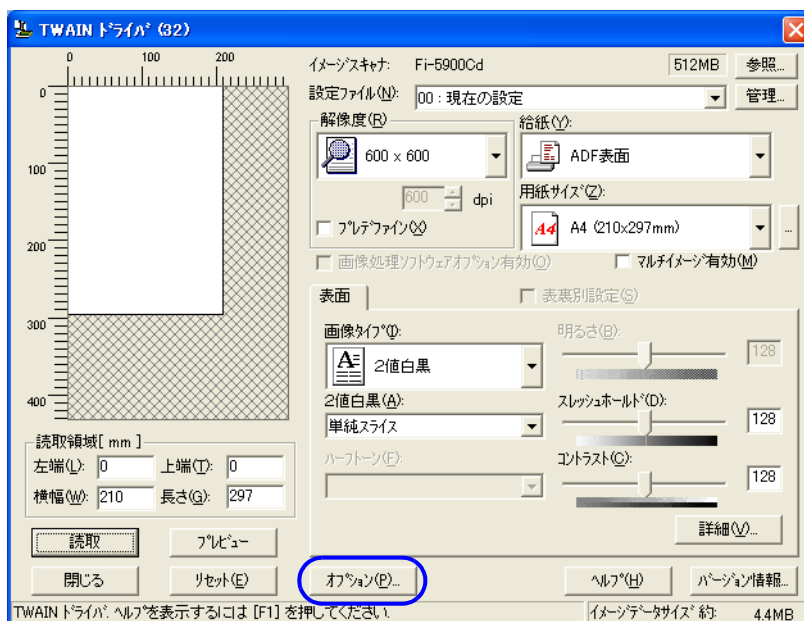 TWAIN ドライバ (32)
0 100 200
イメージスキャナ: Fi-5900Cd 512MB 参照...
設定ファイル(N): 00 : 現在の設定 管理...
解像度(R) 給紙(Y):
600 x 600 ADF表面
600 dpi 用紙サイズ(Z):
プレデファイン(X) A4 A4 (210x297mm) ...
画像処理ソフトウェアオプション有効(O) マルチイメージ有効(M)
0
100
200
300
400
表面 表裏別設定(S)
画像タイプ(I): 明るさ(B):
A 2値白黒 128
2値白黒(A): スレッシュホールド(D):
単純スライス 128
ハーフトーン(F): コントラスト(C):
128
詳細(V)...
読取領域[ mm ]
左端(L): 0 上端(T): 0
横幅(W): 210 長さ(G): 297
読取 プレビュー
閉じる リセット(E) オプション(P)... ヘルプ(H) バージョン情報...
TWAIN ドライバ. ヘルプを表示するには [F1] を押してください. イメージデータサイズ 約: 4.4MB